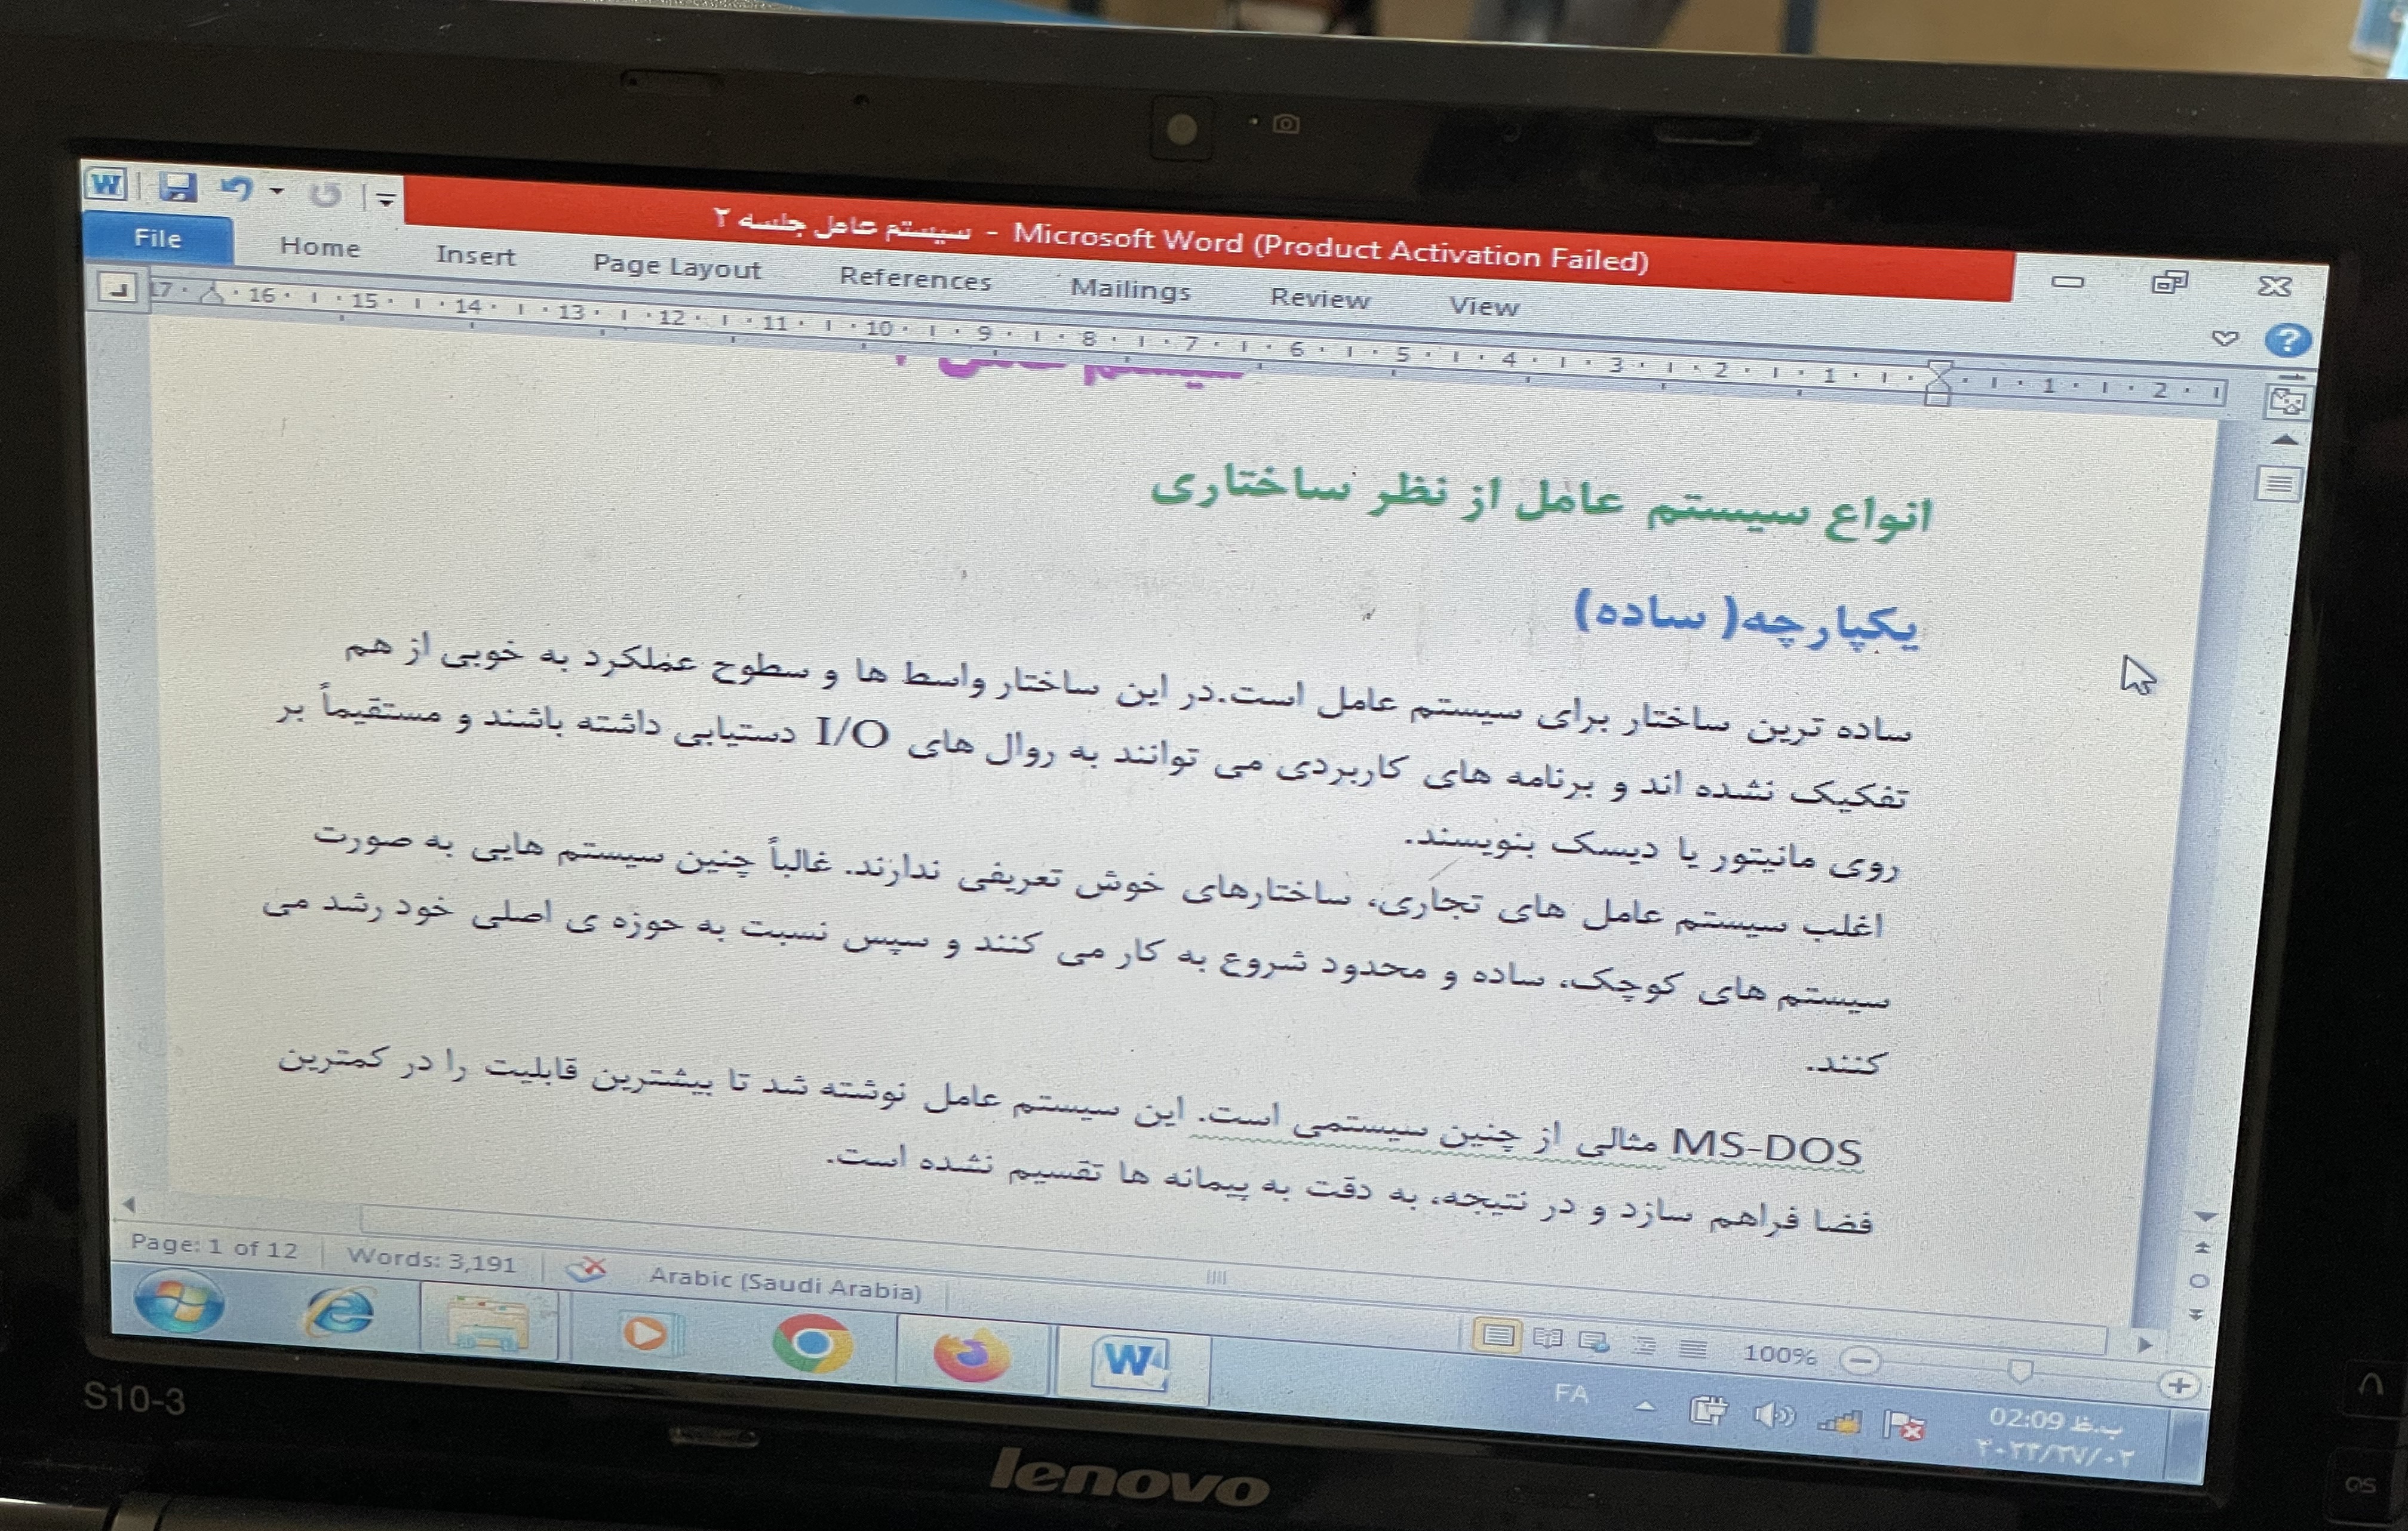 سیستم عامل جلسه ۲ - Microsoft Word (Product Activation Failed)
File Home Insert Page Layout References Mailings Review View
17 16 15 14 13 12 11 10 9 8 7 6 5 4 3 2 1 1 2
انواع سیستم عامل از نظر ساختاری
یکپارچه( ساده)
ساده ترین ساختار برای سیستم عامل است.در این ساختار واسط ها و سطوح عملکرد به خوبی از هم
تفکیک نشده اند و برنامه های کاربردی می توانند به روال های I/O دستیابی داشته باشند و مستقیماً بر
روی مانیتور یا دیسک بنویسند.
اغلب سیستم عامل های تجاری، ساختارهای خوش تعریفی ندارند. غالباً چنین سیستم هایی به صورت
سیستم های کوچک، ساده و محدود شروع به کار می کنند و سپس نسبت به حوزه ی اصلی خود رشد می
کنند.
MS-DOS مثالی از چنین سیستمی است. این سیستم عامل نوشته شد تا بیشترین قابلیت را در کمترین
فضا فراهم سازد و در نتیجه، به دقت به پیمانه ها تقسیم نشده است.
Page: 1 of 12 Words: 3,191 Arabic (Saudi Arabia)
100%
FA
02:09 ب.ظ
S10-3
lenovo